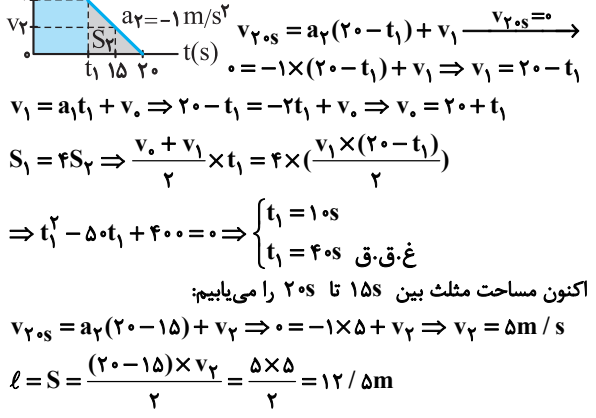 v₂ a₂=−۱ m/s²
S₂
۰ t₁ ۱۵ ۲۰ t(s)
v₂۰s = a₂(۲۰−t₁)+v₁ v₂۰s=۰ →
۰=−۱×(۲۰−t₁)+v₁ ⇒ v₁=۲۰−t₁
v₁=a₁t₁+v₀ ⇒ ۲۰−t₁=−۲t₁+v₀ ⇒ v₀=۲۰+t₁
S₁=۴S₂ ⇒ (v₀+v₁)/۲ ×t₁=۴×(v₁×(۲۰−t₁)/۲)
⇒ t₁²−۵۰t₁+۴۰۰=۰ ⇒ { t₁=۱۰s
t₁=۴۰s غ.ق.ق
اکنون مساحت مثلث بین ۱۵s تا ۲۰s را می‌یابیم:
v₂۰s=a₂(۲۰−۱۵)+v₂ ⇒ ۰=−۱×۵+v₂ ⇒ v₂=۵m/s
ℓ=S=(۲۰−۱۵)×v₂/۲=۵×۵/۲=۱۲/۵m